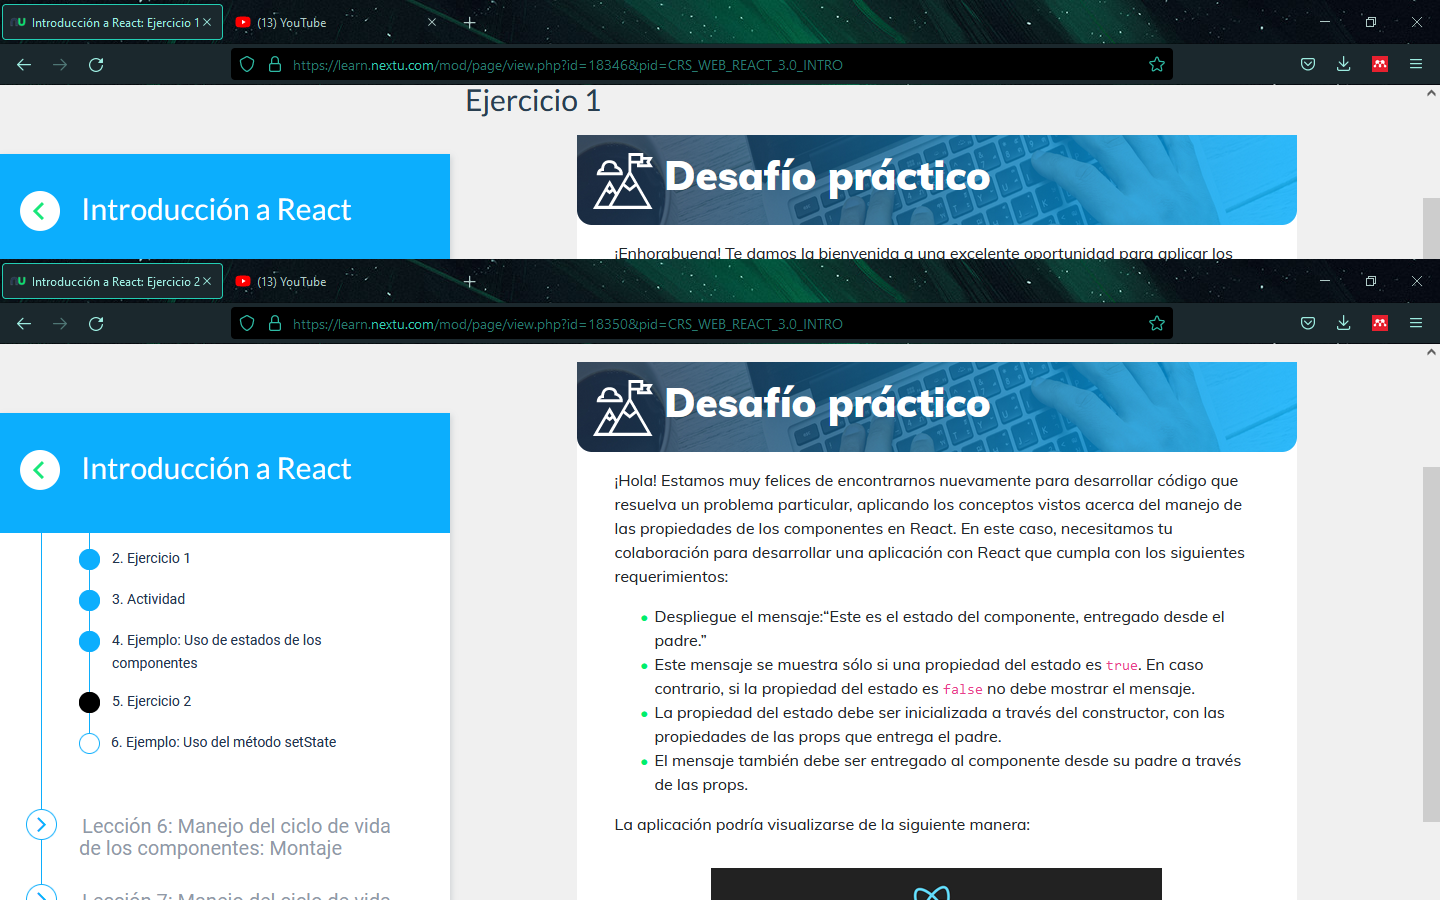 Introducción a React: Ejercicio 1
(13) YouTube
https://learn.nextu.com/mod/page/view.php?id=18346&pid=CRS_WEB_REACT_3.0_INTRO
Ejercicio 1
Introducción a React
Desafío práctico
¡Enhorabuena! Te damos la bienvenida a una excelente oportunidad para aplicar los
Introducción a React: Ejercicio 2
(13) YouTube
https://learn.nextu.com/mod/page/view.php?id=18350&pid=CRS_WEB_REACT_3.0_INTRO
Introducción a React
2. Ejercicio 1
3. Actividad
4. Ejemplo: Uso de estados de los
componentes
5. Ejercicio 2
6. Ejemplo: Uso del método setState
Lección 6: Manejo del ciclo de vida
de los componentes: Montaje
Lección 7: Manejo del ciclo de vida
Desafío práctico
¡Hola! Estamos muy felices de encontrarnos nuevamente para desarrollar código que
resuelva un problema particular, aplicando los conceptos vistos acerca del manejo de
las propiedades de los componentes en React. En este caso, necesitamos tu
colaboración para desarrollar una aplicación con React que cumpla con los siguientes
requerimientos:
Despliegue el mensaje:“Este es el estado del componente, entregado desde el
padre.”
Este mensaje se muestra sólo si una propiedad del estado es true. En caso
contrario, si la propiedad del estado es false no debe mostrar el mensaje.
La propiedad del estado debe ser inicializada a través del constructor, con las
propiedades de las props que entrega el padre.
El mensaje también debe ser entregado al componente desde su padre a través
de las props.
La aplicación podría visualizarse de la siguiente manera: